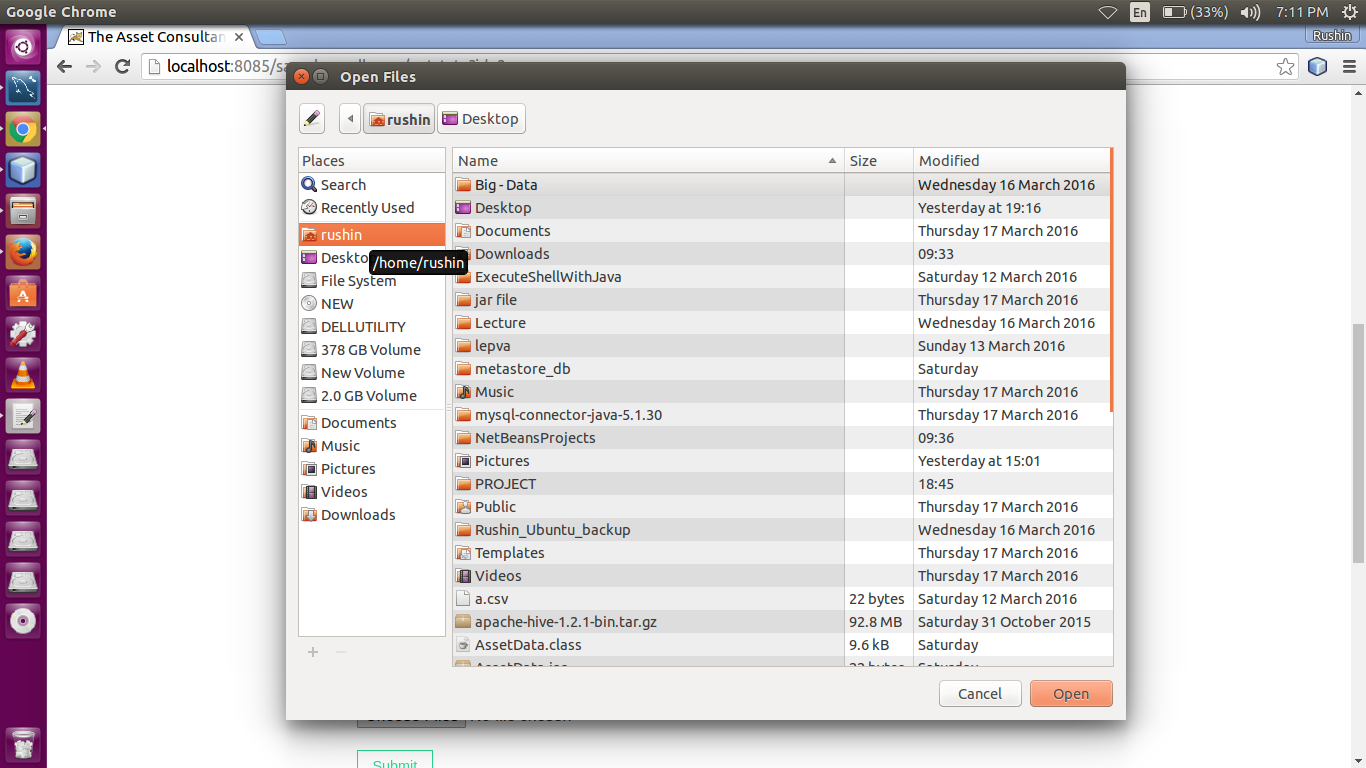 Google Chrome
En
(33%)
7:11 PM
The Asset Consultan
Rushin
localhost:8085/sa
Open Files
rushin
Desktop
Places
Search
Recently Used
rushin
Deskto
/home/rushin
File System
NEW
DELLUTILITY
378 GB Volume
New Volume
2.0 GB Volume
Documents
Music
Pictures
Videos
Downloads
Name Size Modified
Big-Data Wednesday 16 March 2016
Desktop Yesterday at 19:16
Documents Thursday 17 March 2016
Downloads 09:33
ExecuteShellWithJava Saturday 12 March 2016
jar file Thursday 17 March 2016
Lecture Wednesday 16 March 2016
lepva Sunday 13 March 2016
metastore_db Saturday
Music Thursday 17 March 2016
mysql-connector-java-5.1.30 Thursday 17 March 2016
NetBeansProjects 09:36
Pictures Yesterday at 15:01
PROJECT 18:45
Public Thursday 17 March 2016
Rushin_Ubuntu_backup Wednesday 16 March 2016
Templates Thursday 17 March 2016
Videos Thursday 17 March 2016
a.csv 22 bytes Saturday 12 March 2016
apache-hive-1.2.1-bin.tar.gz 92.8 MB Saturday 31 October 2015
AssetData.class 9.6 kB Saturday
Cancel
Open
Submit